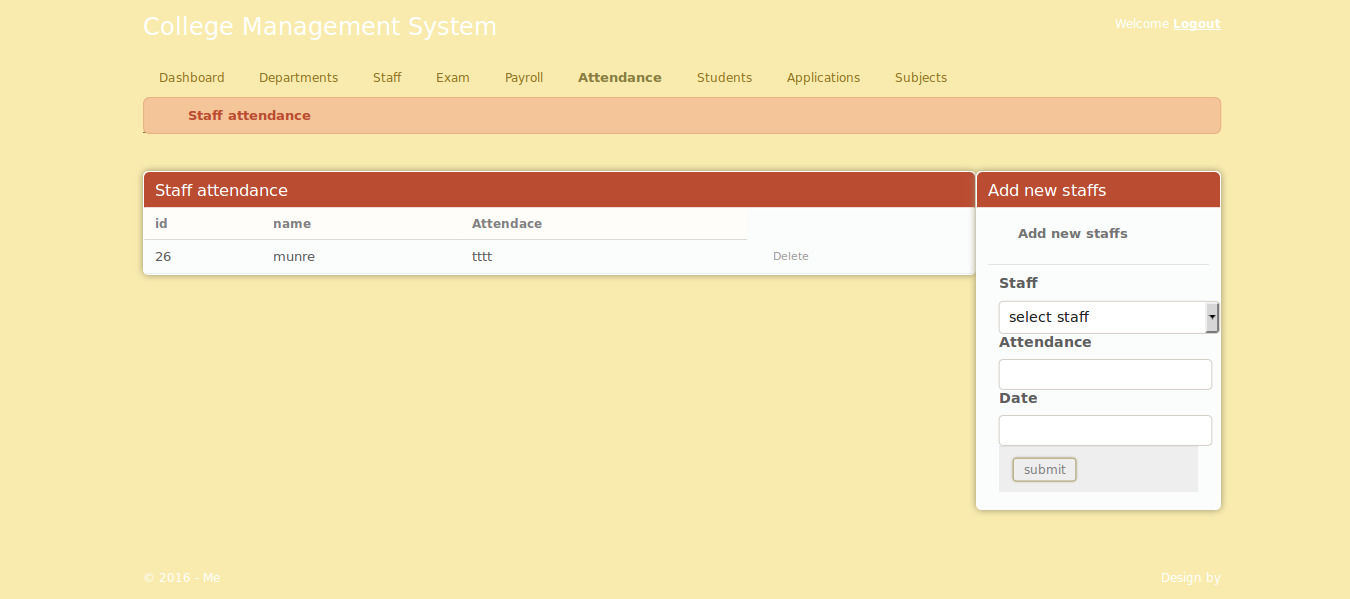 College Management System
Welcome Logout
Dashboard Departments Staff Exam Payroll Attendance Students Applications Subjects
Staff attendance
Staff attendance
id name Attendace
26 munre tttt Delete
Add new staffs
Add new staffs
Staff
select staff
Attendance
Date
submit
© 2016 - Me
Design by